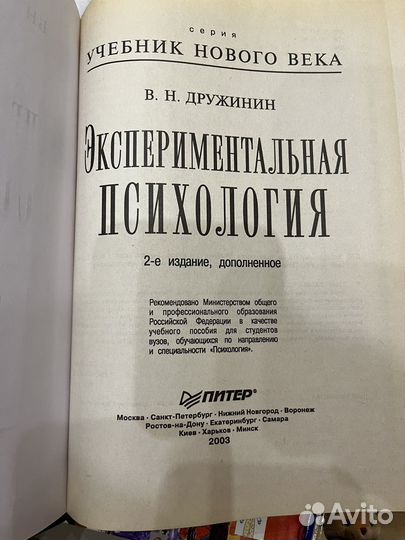 серия
УЧЕБНИК НОВОГО ВЕКА
В. Н. ДРУЖИНИН
ЭКСПЕРИМЕНТАЛЬНАЯ
ПСИХОЛОГИЯ
2-е издание, дополненное
Рекомендовано Министерством общего
и профессионального образования
Российской Федерации в качестве
учебного пособия для студентов
вузов, обучающихся по направлению
и специальности «Психология».
ПИТЕР®
Москва · Санкт-Петербург · Нижний Новгород · Воронеж
Ростов-на-Дону · Екатеринбург · Самара
Киев · Харьков · Минск
2003
Avito